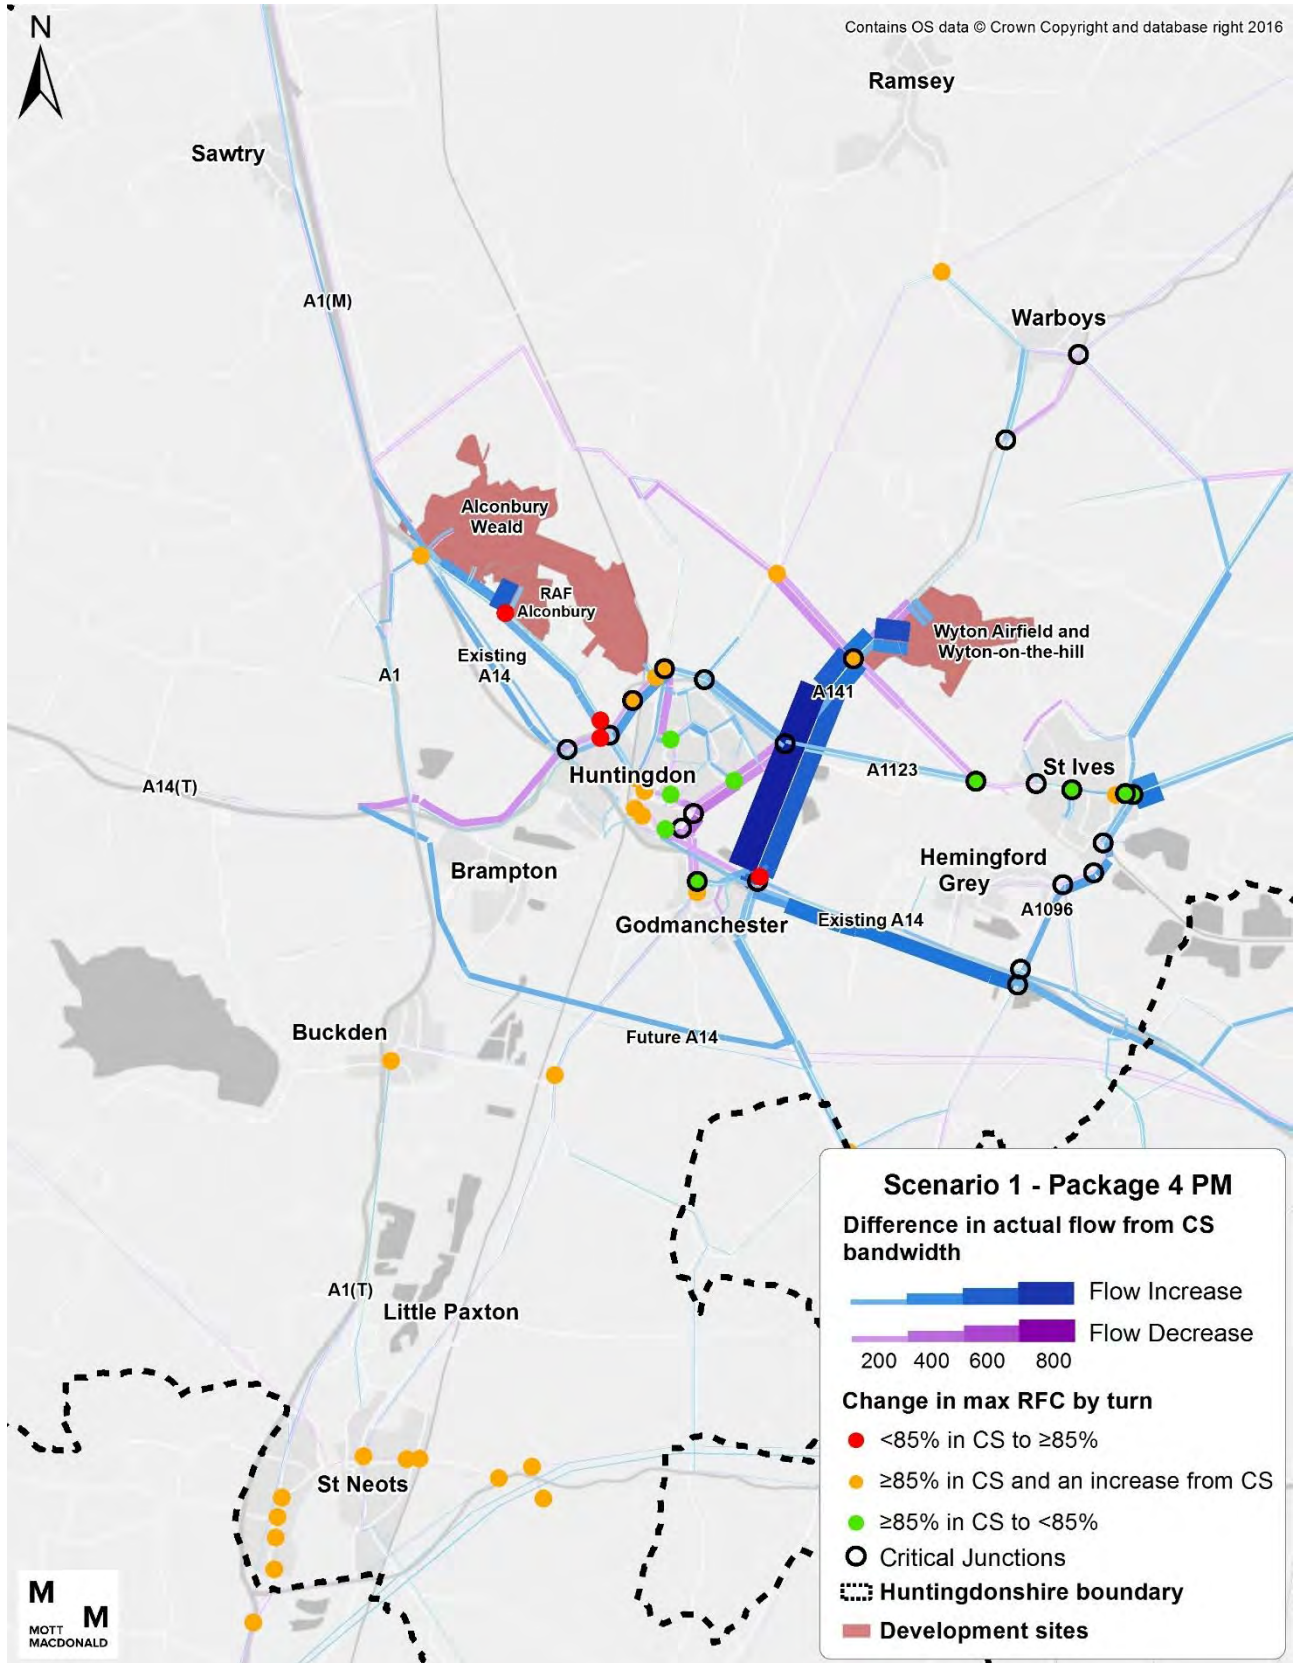 N
Contains OS data © Crown Copyright and database right 2016
Ramsey
Sawtry
A1(M)
Warboys
Alconbury
Weald
RAF
Alconbury
Wyton Airfield and
Wyton-on-the-hill
Existing
A14
A1
A141
A14(T)
Huntingdon
A1123
St Ives
Brampton
Hemingford
Grey
A1096
Godmanchester
Existing A14
Buckden
Future A14
A1(T)
Little Paxton
St Neots
Scenario 1 - Package 4 PM
Difference in actual flow from CS
bandwidth
Flow Increase
Flow Decrease
200 400 600 800
Change in max RFC by turn
<85% in CS to ≥85%
≥85% in CS and an increase from CS
≥85% in CS to <85%
Critical Junctions
Huntingdonshire boundary
Development sites
M
M
MOTT
MACDONALD